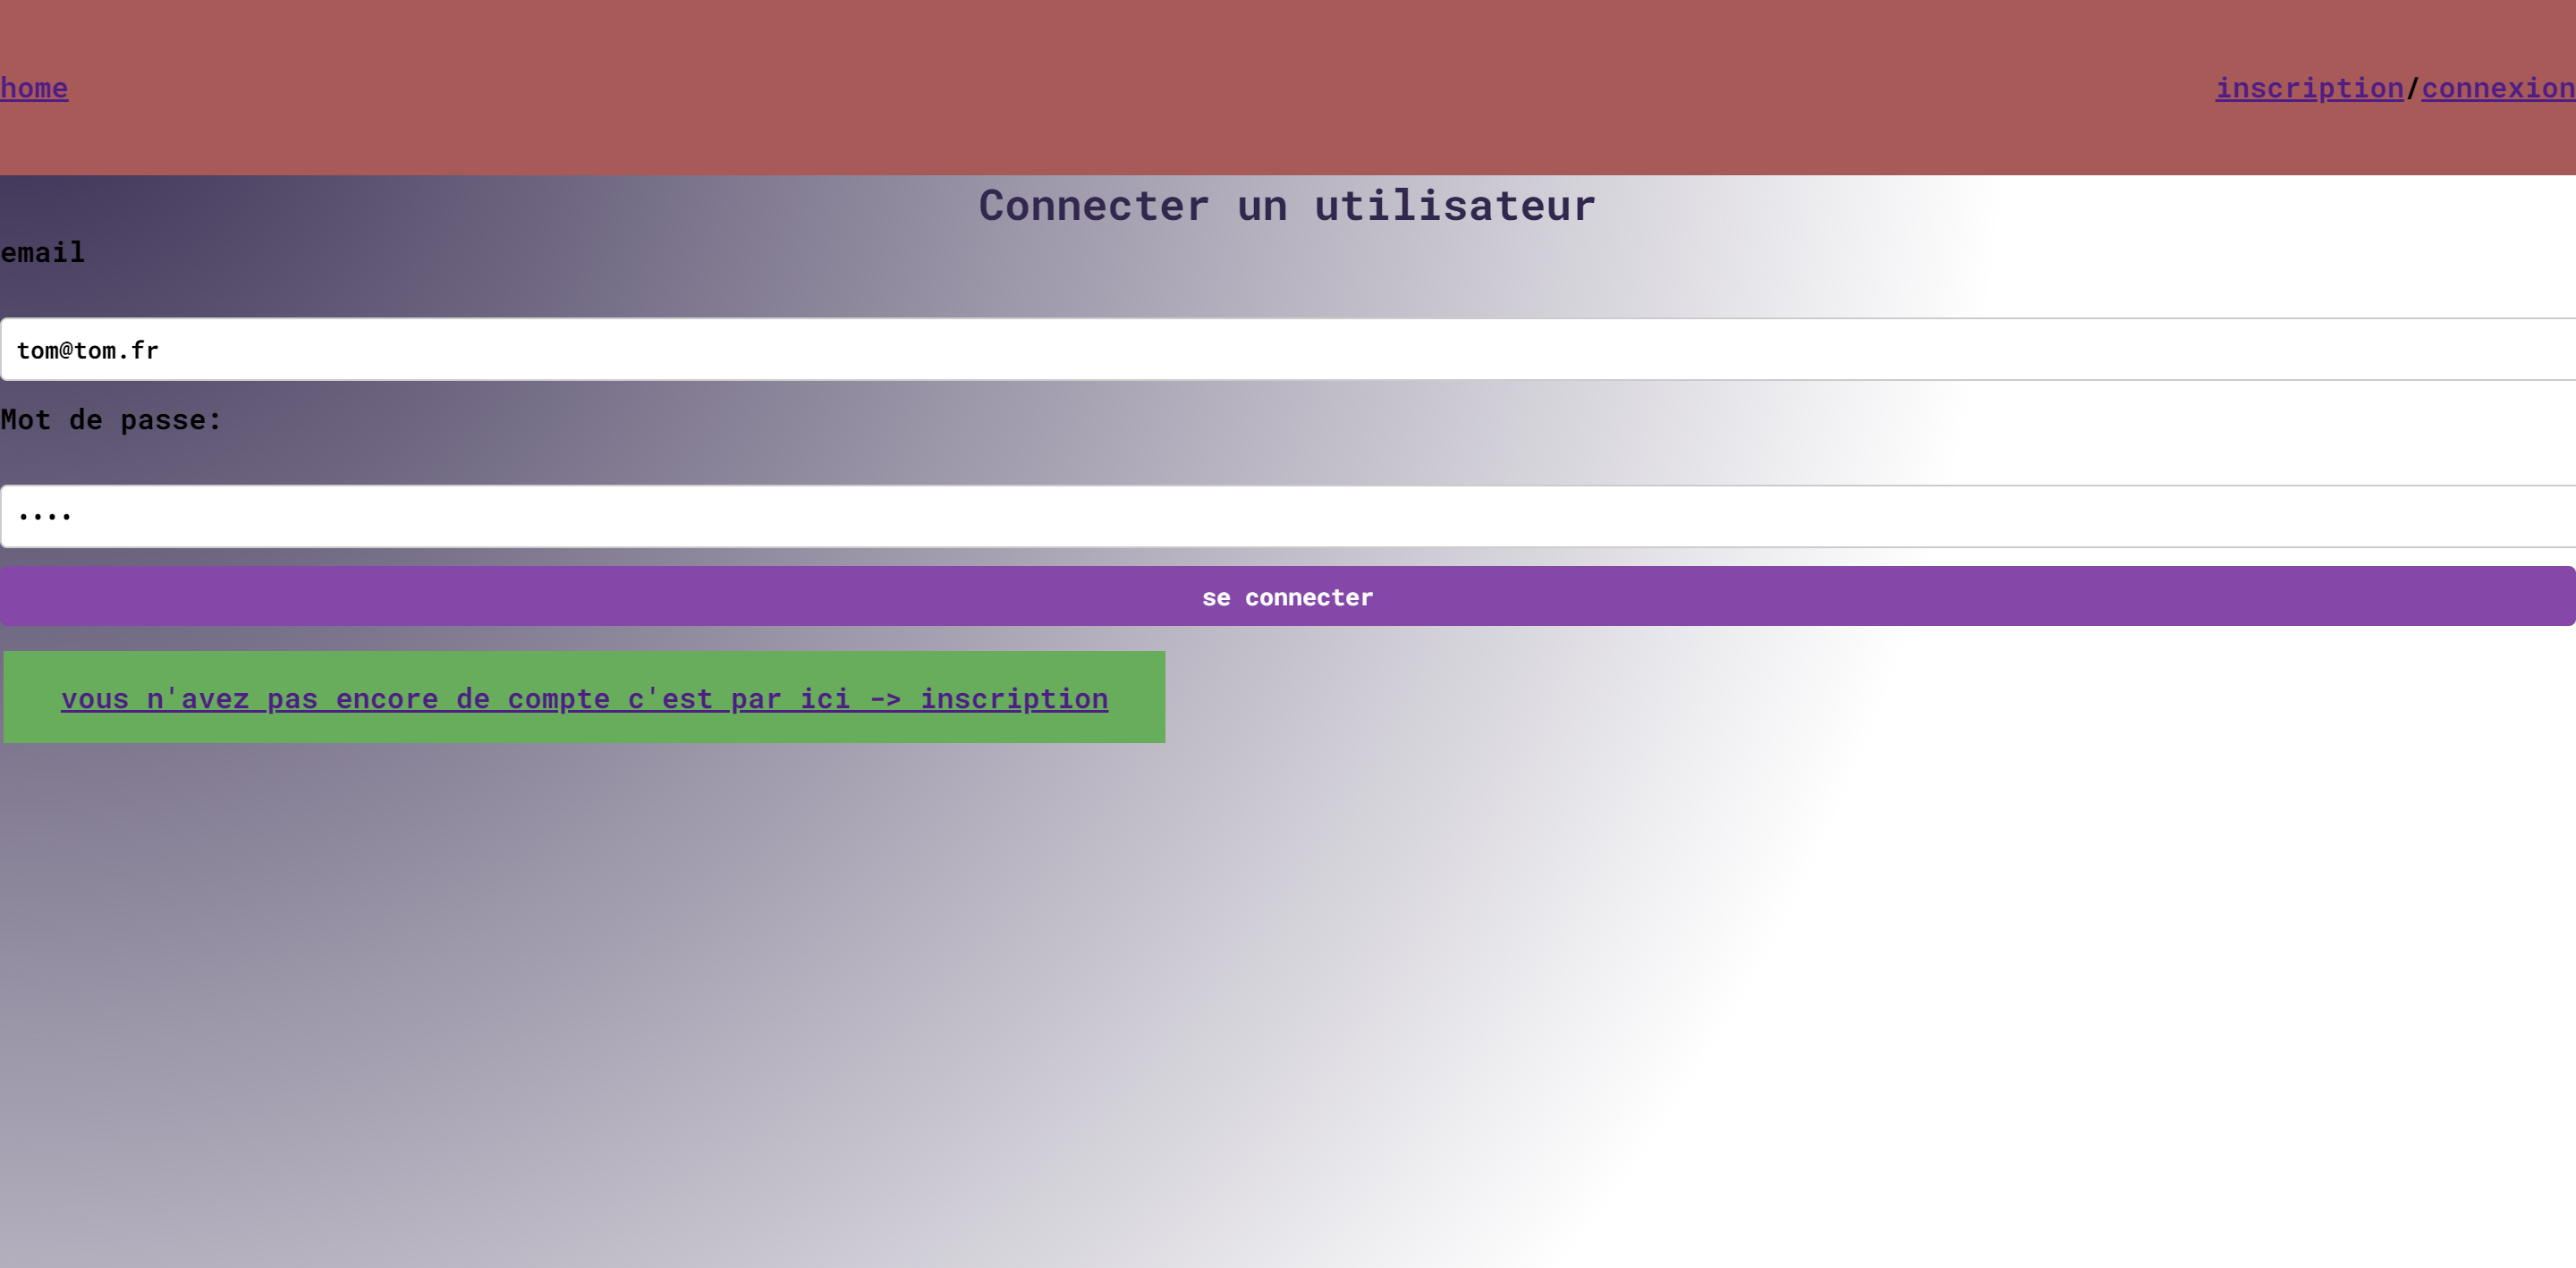 home inscription/connexion
Connecter un utilisateur
email
tom@tom.fr
Mot de passe:
••••
se connecter
vous n'avez pas encore de compte c'est par ici -> inscription